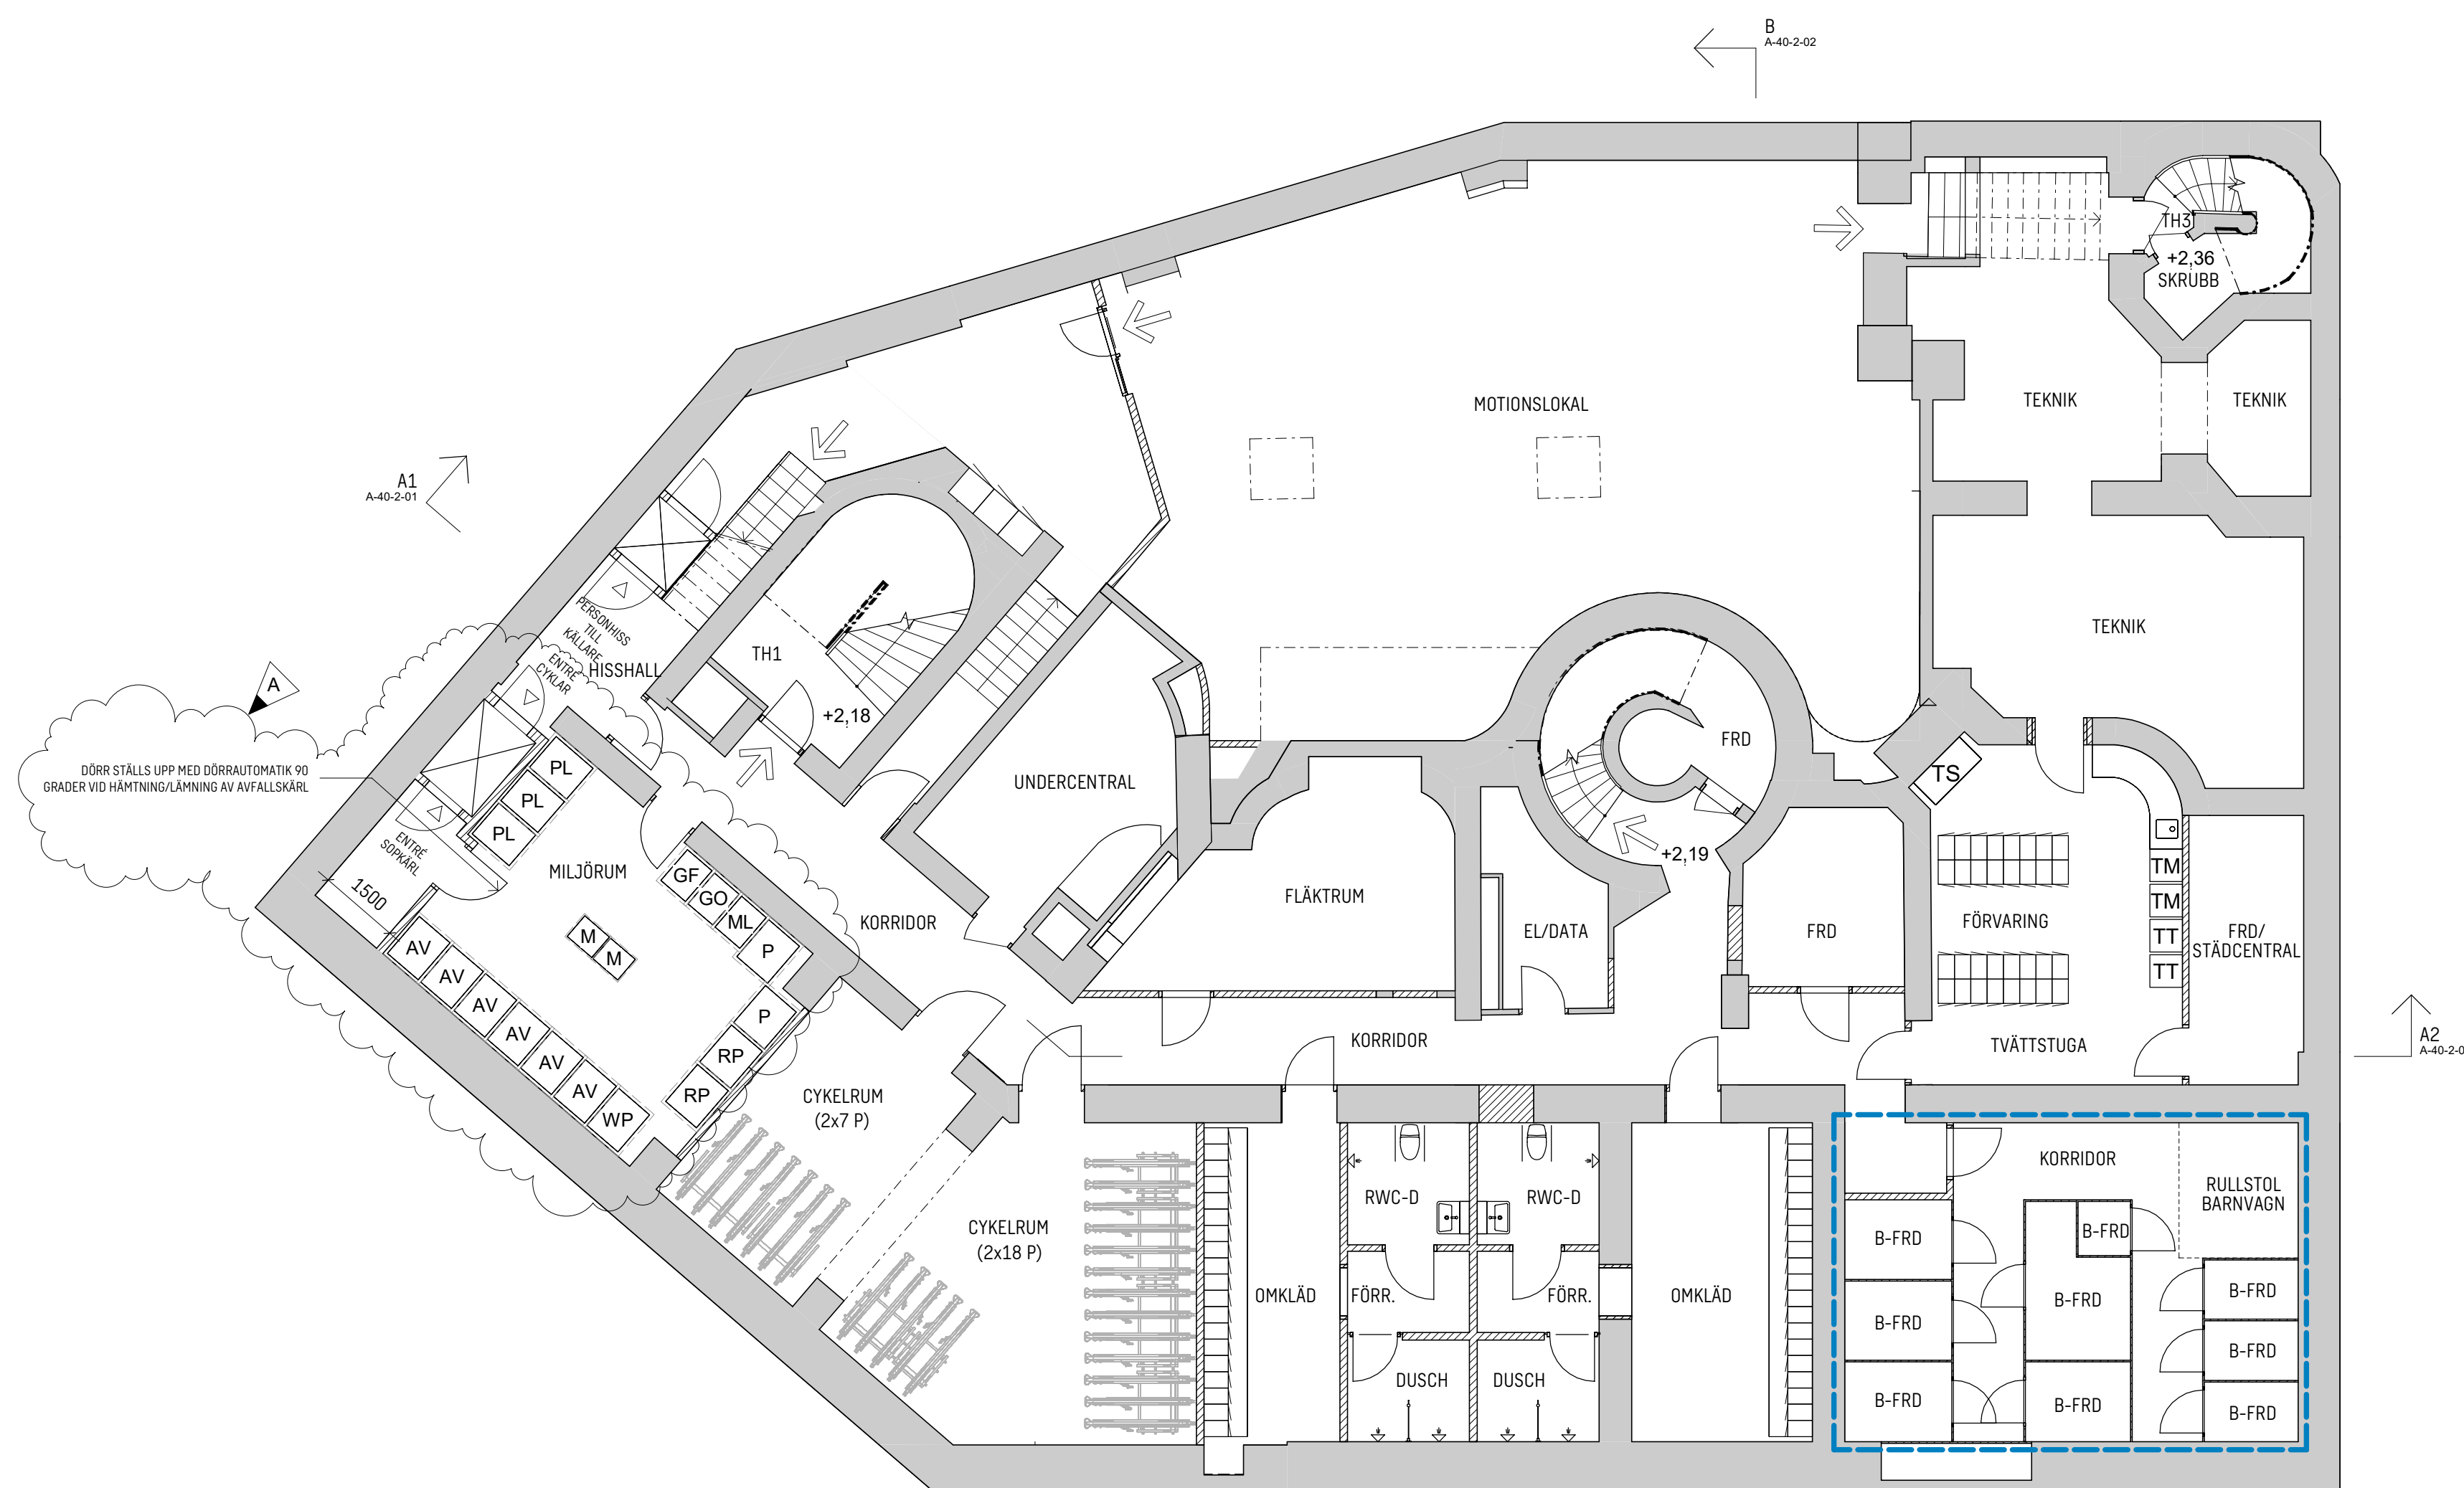 B
A-40-2-02
TH3
+2,36
SKRUBB
MOTIONSLOKAL
TEKNIK
TEKNIK
A1
A-40-2-01
PERSONHISS
TILL
KÄLLARE
ENTRÉ
CYKLAR
HISSHALL
TH1
+2,18
TEKNIK
A
DÖRR STÄLLS UPP MED DÖRRAUTOMATIK 90
GRADER VID HÄMTNING/LÄMNING AV AVFALLSKÄRL
PL
PL
PL
ENTRÉ
SOPKÄRL
1500
MILJÖRUM
GF
GO
ML
P
M
M
AV
AV
AV
AV
AV
AV
WP
P
RP
RP
UNDERCENTRAL
KORRIDOR
FLÄKTRUM
FRD
+2,19
EL/DATA
FRD
TS
TM
TM
TT
TT
FÖRVARING
FRD/
STÄDCENTRAL
TVÄTTSTUGA
KORRIDOR
A2
A-40-2-0
CYKELRUM
(2x7 P)
CYKELRUM
(2x18 P)
OMKLÄD
RWC-D
RWC-D
FÖRR.
FÖRR.
DUSCH
DUSCH
OMKLÄD
KORRIDOR
RULLSTOL
BARNVAGN
B-FRD
B-FRD
B-FRD
B-FRD
B-FRD
B-FRD
B-FRD
B-FRD
B-FRD